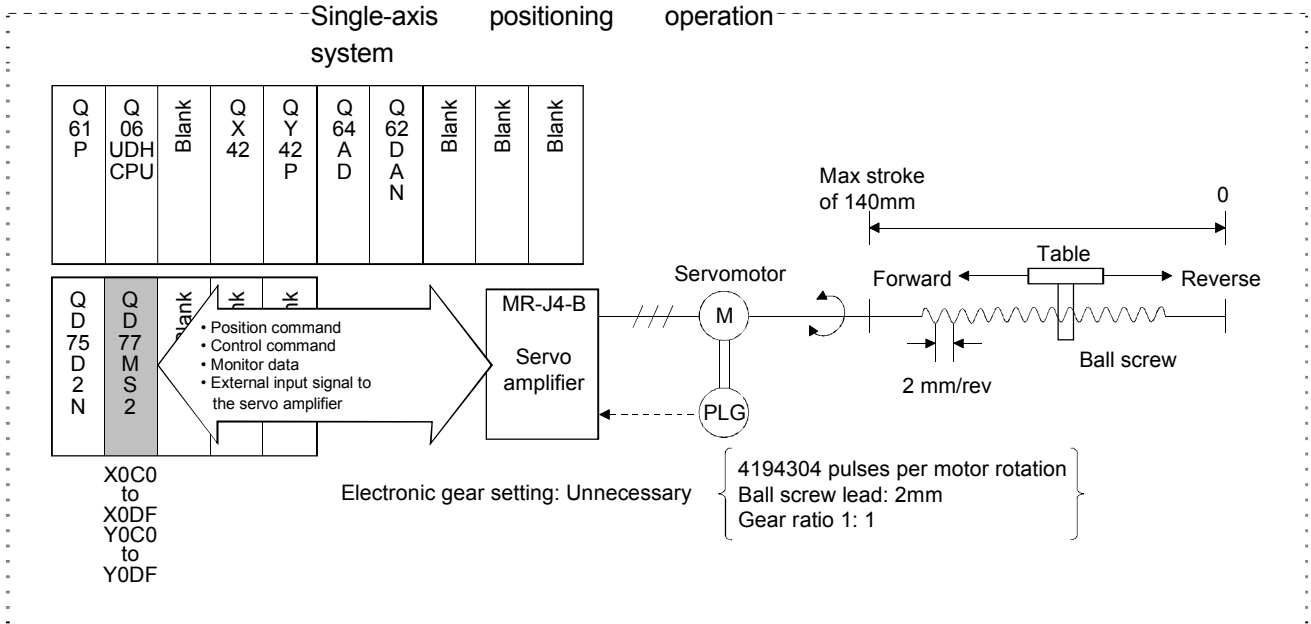 Single-axis positioning operation
system
Q
61
P
Q
06
UDH
CPU
Blank
Q
X
42
Q
Y
42
P
Q
64
A
D
Q
62
D
A
N
Blank
Blank
Blank
Q
D
75
D
2
N
Q
D
77
M
S
2
• Position command
• Control command
• Monitor data
• External input signal to
the servo amplifier
X0C0
to
X0DF
Y0C0
to
Y0DF
MR-J4-B
Servo
amplifier
Servomotor
M
PLG
Max stroke
of 140mm
0
Table
Forward
Reverse
Ball screw
2 mm/rev
Electronic gear setting: Unnecessary
4194304 pulses per motor rotation
Ball screw lead: 2mm
Gear ratio 1: 1